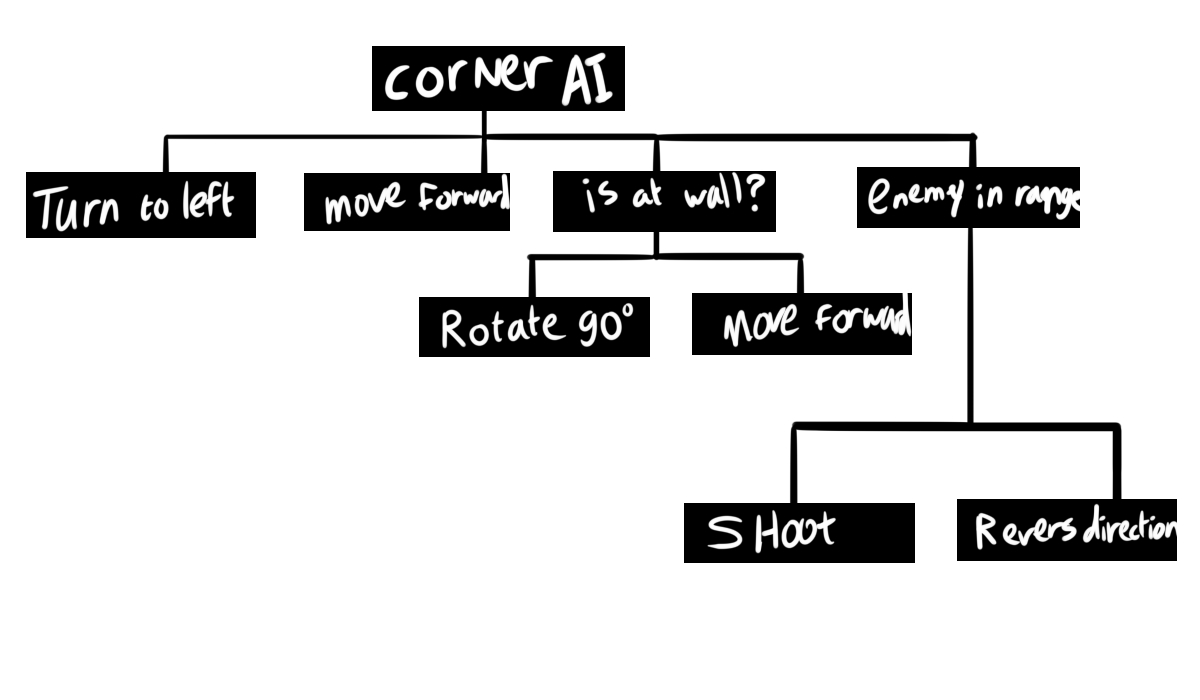 corner AI
Turn to left
move forward
is at wall?
enemy in range
Rotate 90°
Move forward
SHoot
Revers direction